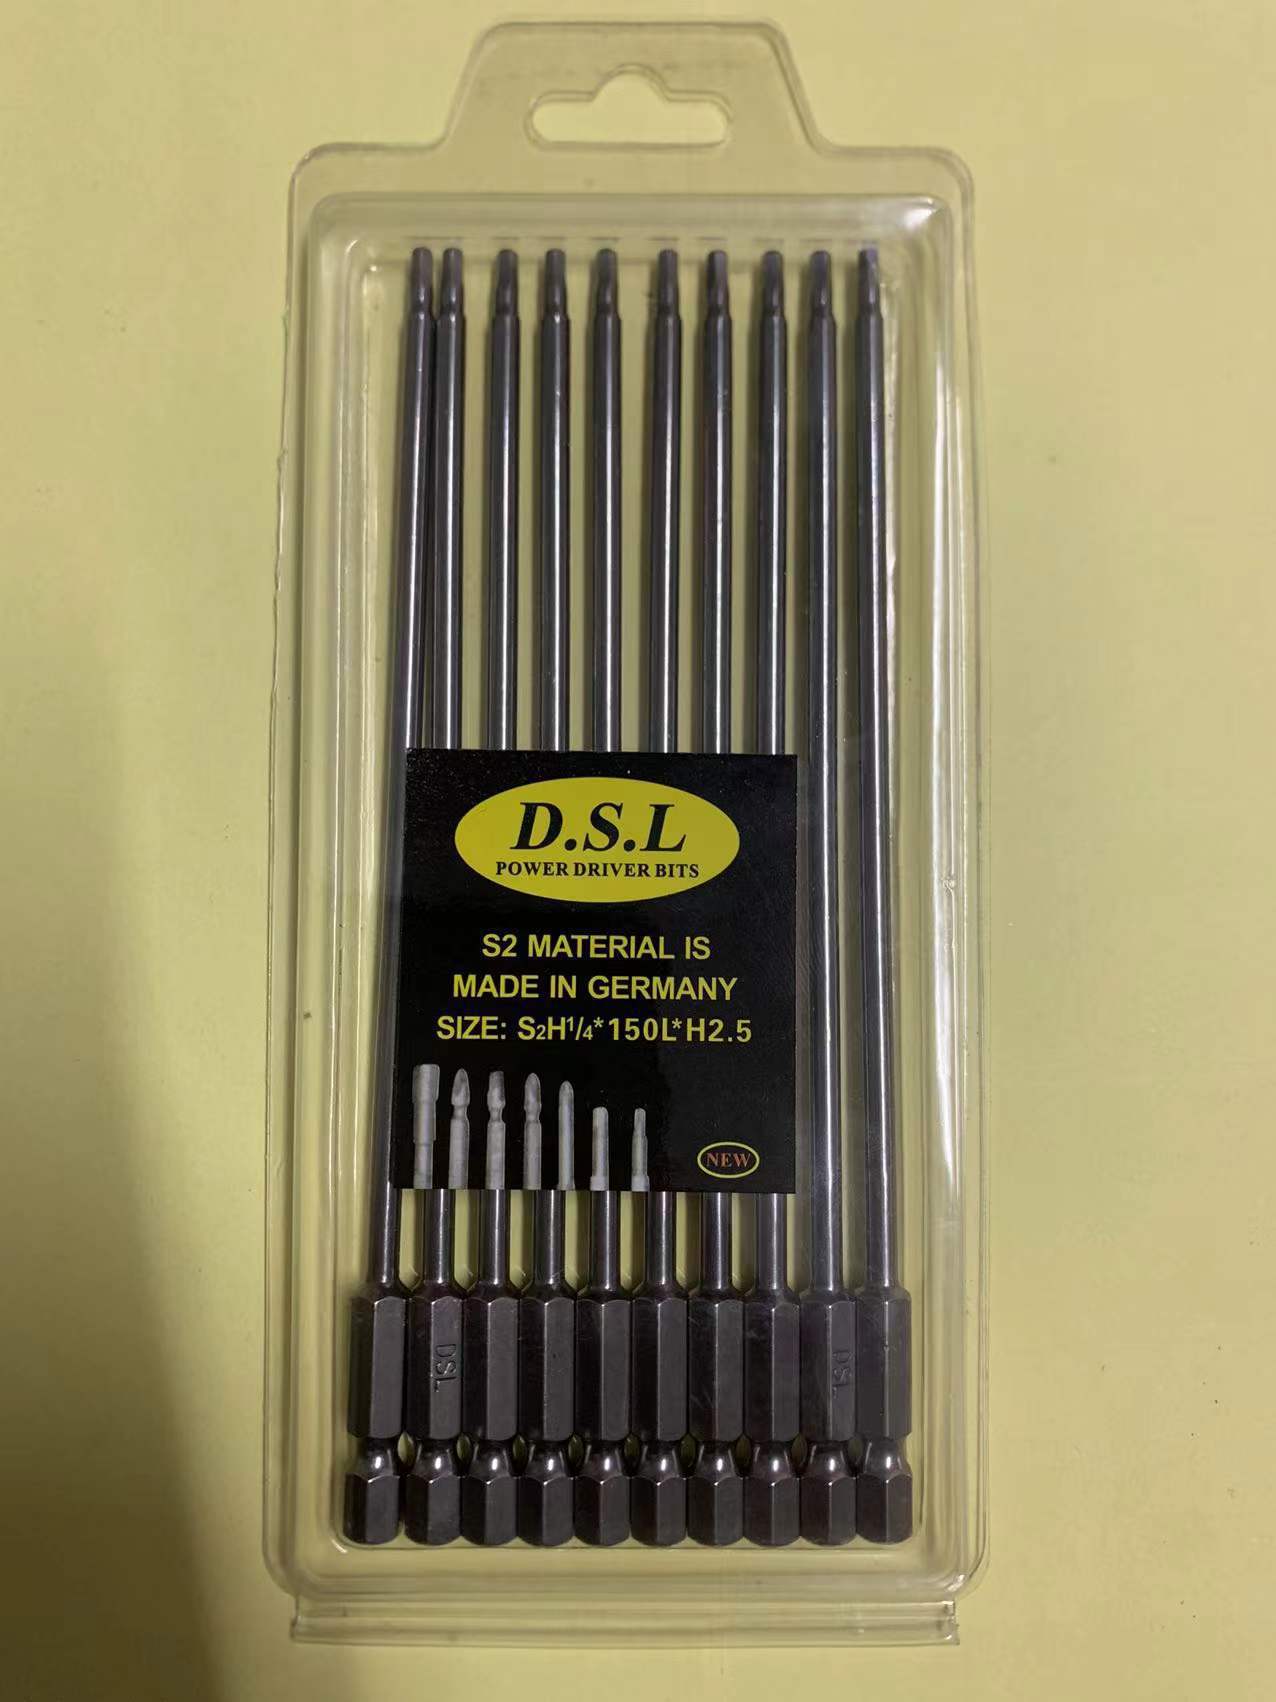 D.S.L
POWER DRIVER BITS
S2 MATERIAL IS
MADE IN GERMANY
SIZE: S2H1/4*150L*H2.5
NEW
DSL
DSL